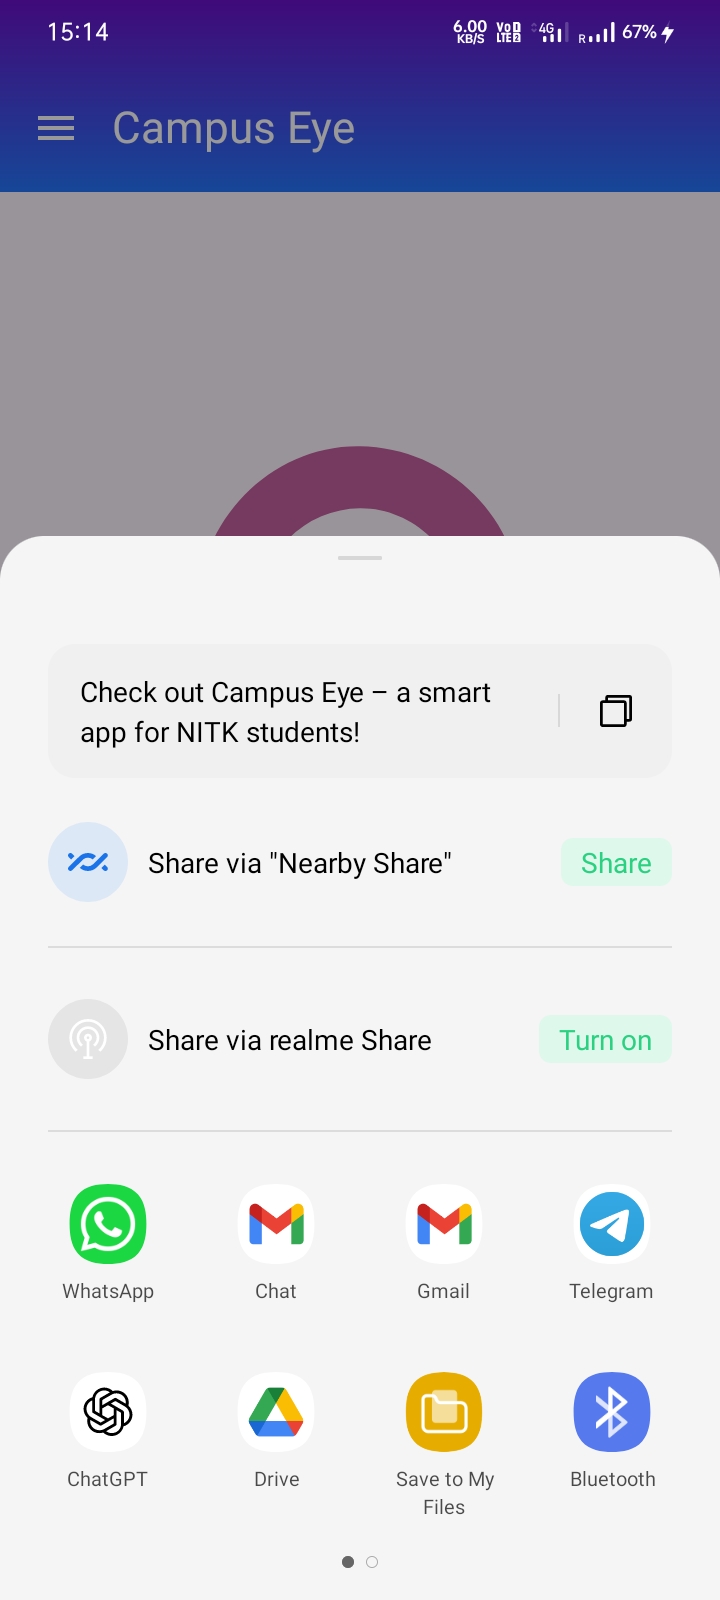 15:14
6.00
KB/S
VoD
LTE2
4G
R
67%
Campus Eye
Check out Campus Eye – a smart
app for NITK students!
Share via "Nearby Share"
Share
Share via realme Share
Turn on
WhatsApp
Chat
Gmail
Telegram
ChatGPT
Drive
Save to My
Files
Bluetooth